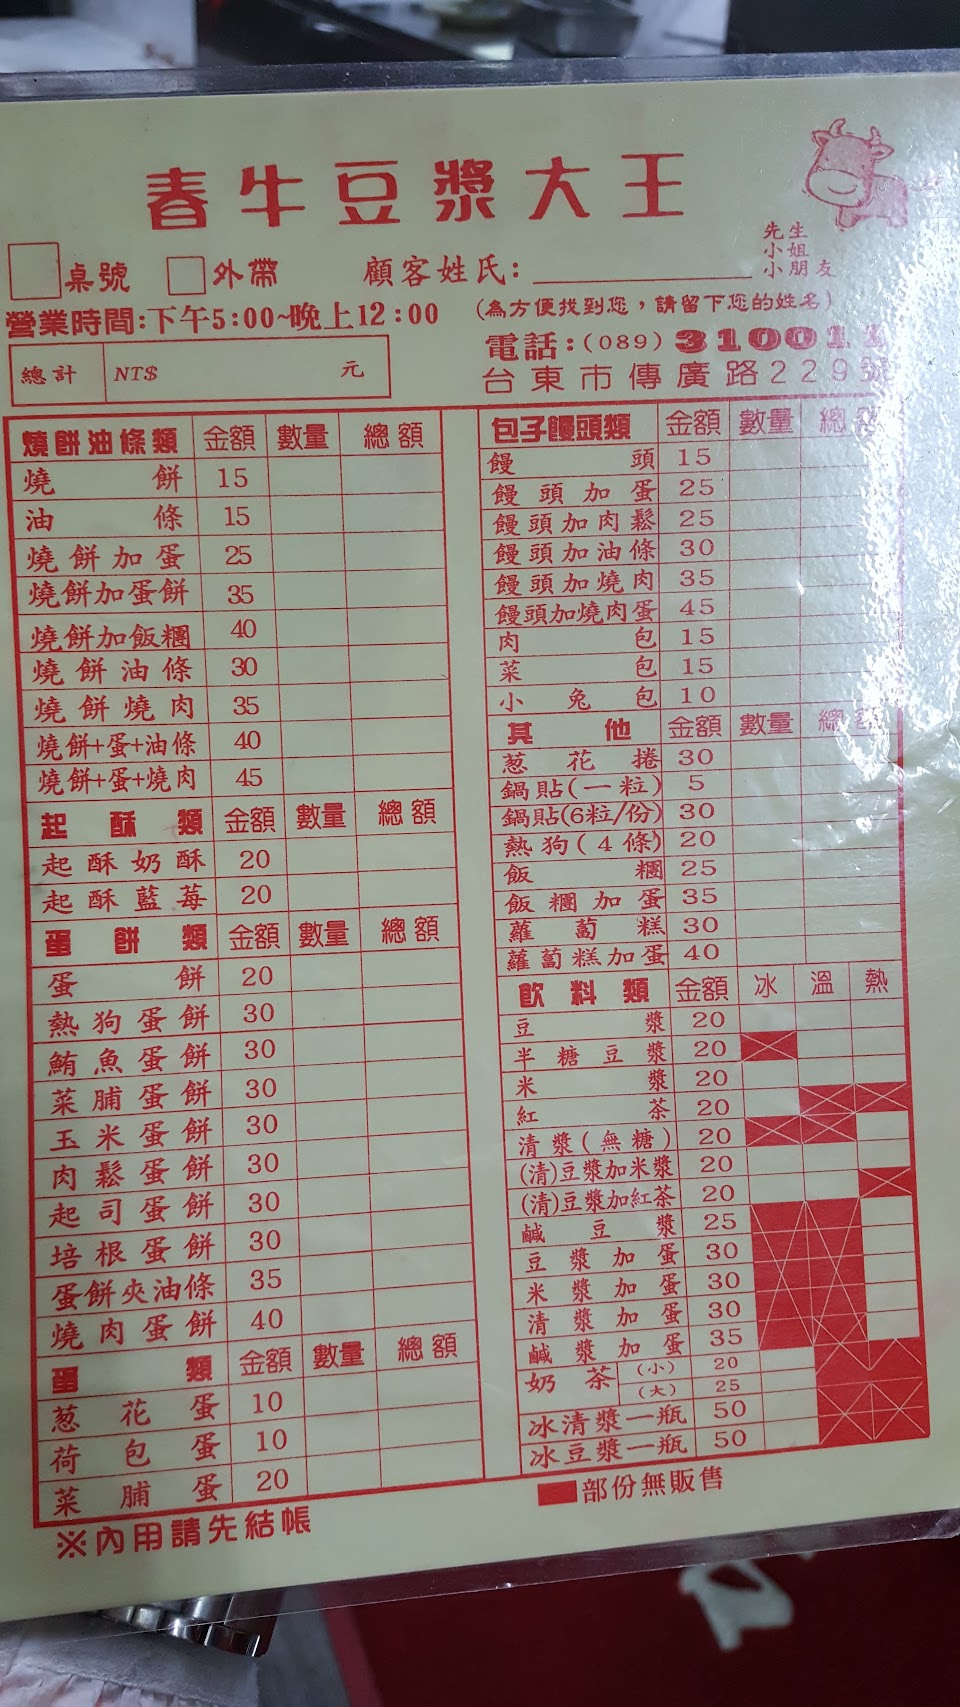 春牛豆漿大王
先生
小姐
小朋友
桌號 外帶 顧客姓氏:
(為方便找到您，請留下您的姓名)
營業時間:下午5:00~晚上12:00
電話:(089)310011
台東市傳廣路229號
總計 NT$ 元
燒餅油條類 金額 數量 總額
燒餅 15
油條 15
燒餅加蛋 25
燒餅加蛋餅 35
燒餅加飯糰 40
燒餅油條 30
燒餅燒肉 35
燒餅+蛋+油條 40
燒餅+蛋+燒肉 45
起酥類 金額 數量 總額
起酥奶酥 20
起酥藍莓 20
蛋餅類 金額 數量 總額
蛋餅 20
熱狗蛋餅 30
鮪魚蛋餅 30
菜脯蛋餅 30
玉米蛋餅 30
肉鬆蛋餅 30
起司蛋餅 30
培根蛋餅 30
蛋餅夾油條 35
燒肉蛋餅 40
蛋類 金額 數量 總額
葱花蛋 10
荷包蛋 10
菜脯蛋 20
※內用請先結帳
包子饅頭類 金額 數量 總額
饅頭 15
饅頭加蛋 25
饅頭加肉鬆 25
饅頭加油條 30
饅頭加燒肉 35
饅頭加燒肉蛋 45
肉包 15
菜包 15
小兔包 10
其他 金額 數量 總額
葱花捲 30
鍋貼(一粒) 5
鍋貼(6粒/份) 30
熱狗(4條) 20
飯糰 25
飯糰加蛋 35
蘿蔔糕 30
蘿蔔糕加蛋 40
飲料類 金額 冰 溫 熱
豆漿 20
半糖豆漿 20
米漿 20
紅茶 20
清漿(無糖) 20
(清)豆漿加米漿 20
(清)豆漿加紅茶 20
鹹豆漿 25
豆漿加蛋 30
米漿加蛋 30
清漿加蛋 30
鹹漿加蛋 35
奶茶 (小) 20
(大) 25
冰清漿一瓶 50
冰豆漿一瓶 50
部份無販售